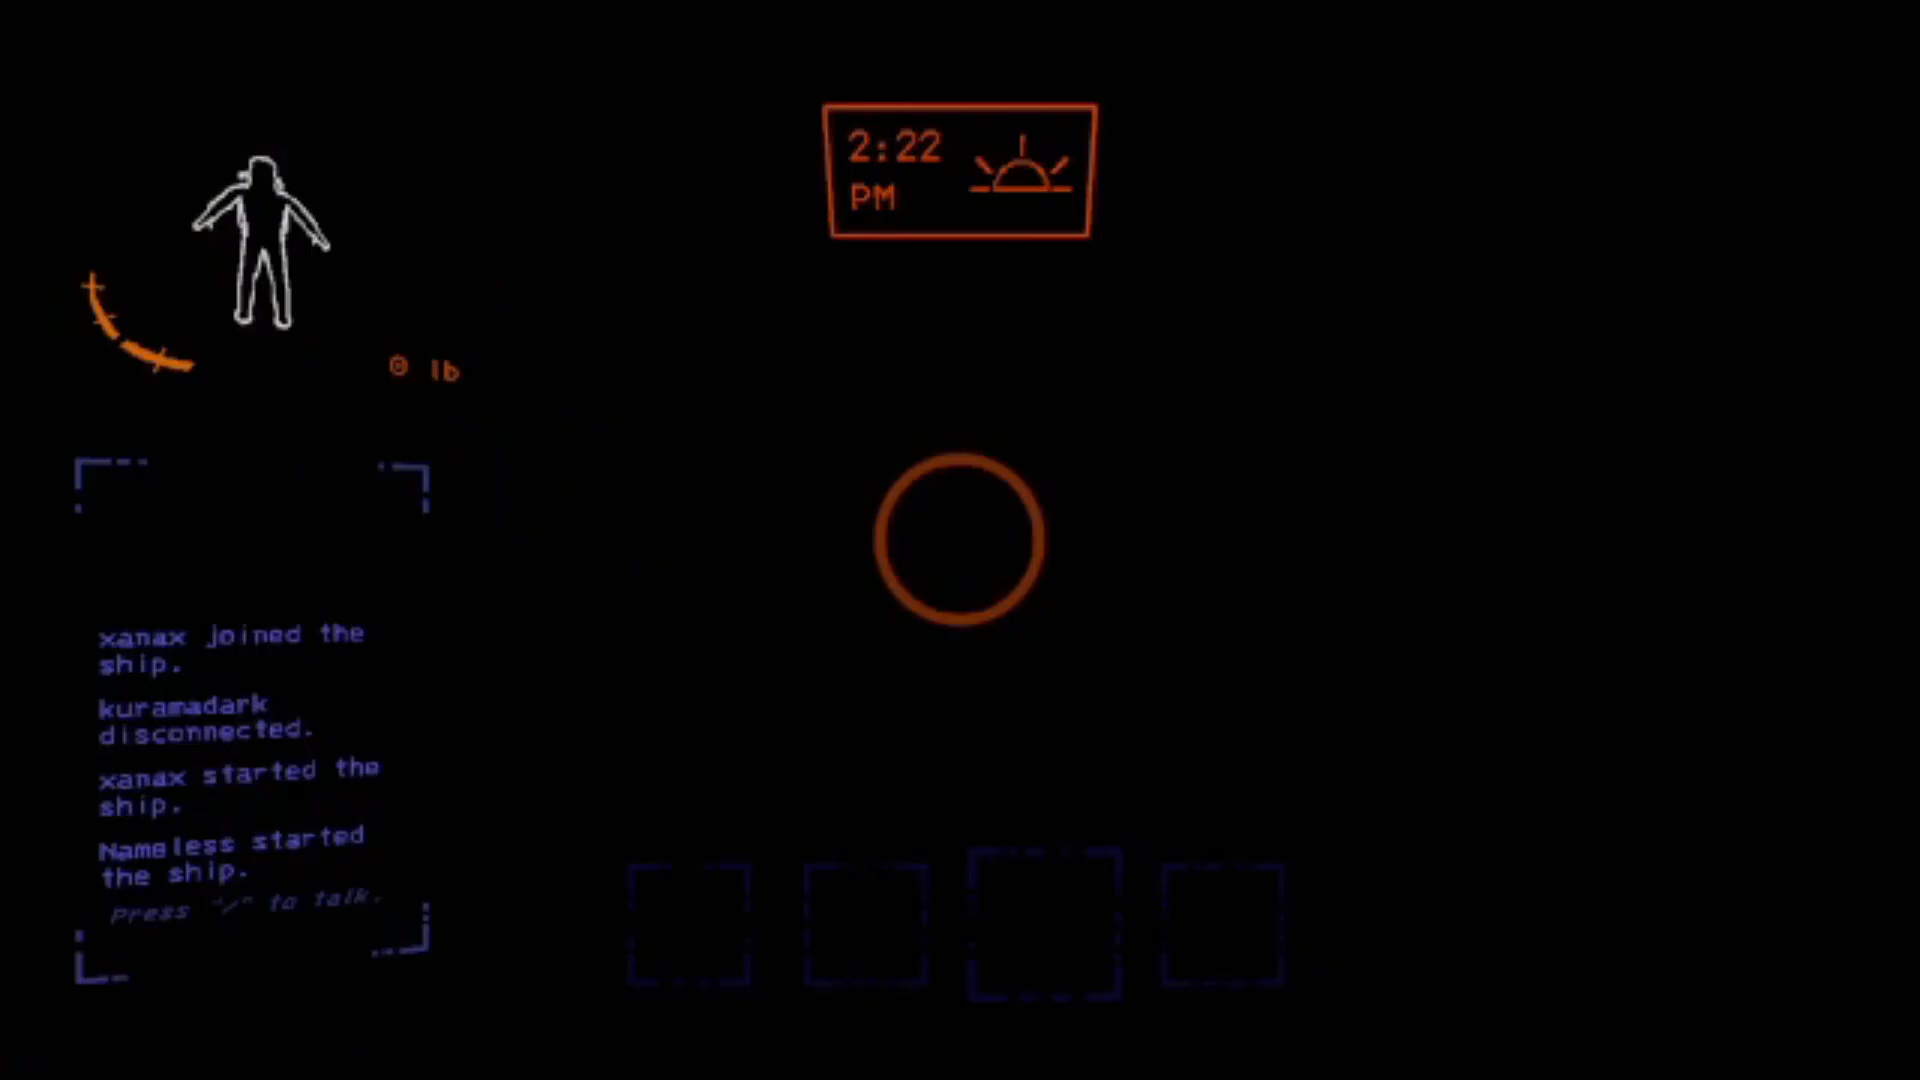 2:22
PM
0 lb
xanax joined the
ship.
kuramadark
disconnected.
xanax started the
ship.
Nameless started
the ship.
Press "/" to talk.